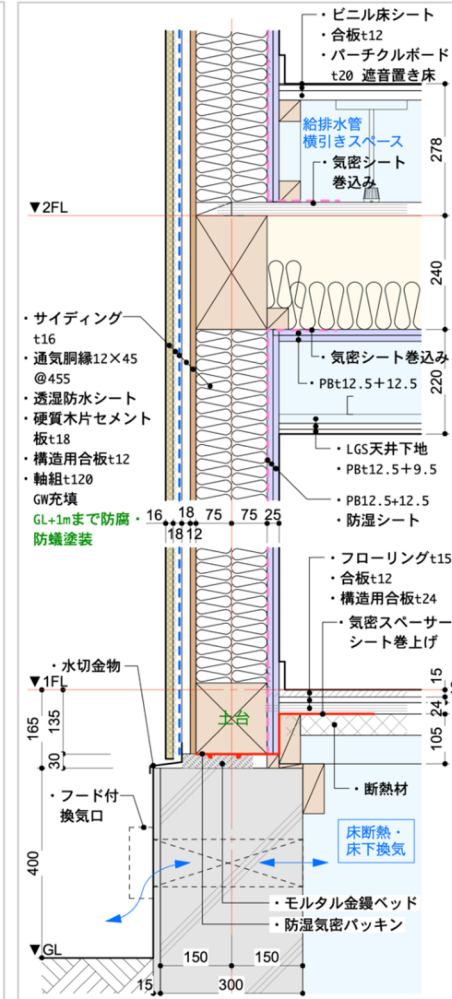 ・ビニル床シート
・合板t12
・パーチクルボード
t20 遮音置き床
給排水管
横引きスペース
・気密シート
巻込み
278
▼2FL
240
・サイディング
t16
・通気胴縁12×45
@455
・透湿防水シート
・硬質木片セメント
板t18
・構造用合板t12
・軸組t120
GW充填
GL+1mまで防腐・
防蟻塗装
・気密シート巻込み
・PBt12.5＋12.5
220
・LGS天井下地
・PBt12.5＋9.5
・PB12.5+12.5
・防湿シート
16 18 75 75 25
18 12
・フローリングt15
・合板t12
・構造用合板t24
・気密スペーサー
シート巻上げ
・水切金物
▼1FL
土台
15
24
105
165
135
30
・断熱材
・フード付
換気口
床断熱・
床下換気
400
・モルタル金鏝ベッド
・防湿気密パッキン
▼GL
150 150
15 300